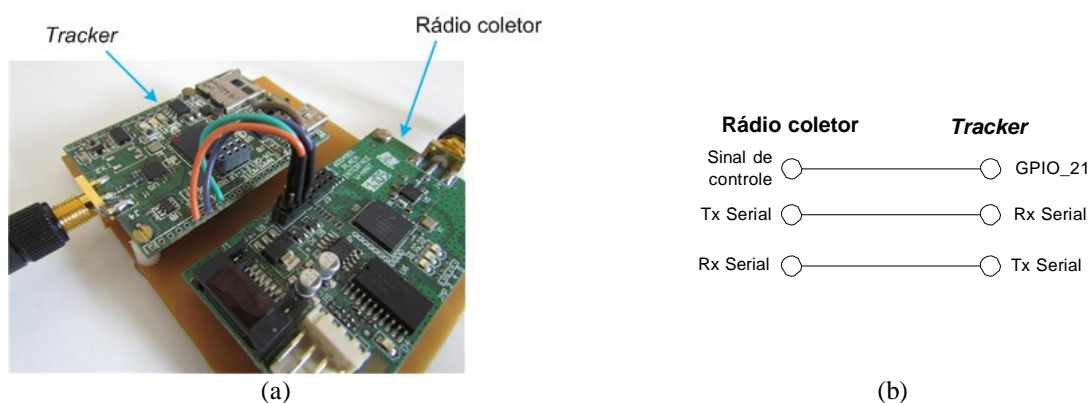 Tracker
Rádio coletor
Rádio coletor Tracker
Sinal de
controle
GPIO_21
Tx Serial Rx Serial
Rx Serial Tx Serial
(a) (b)